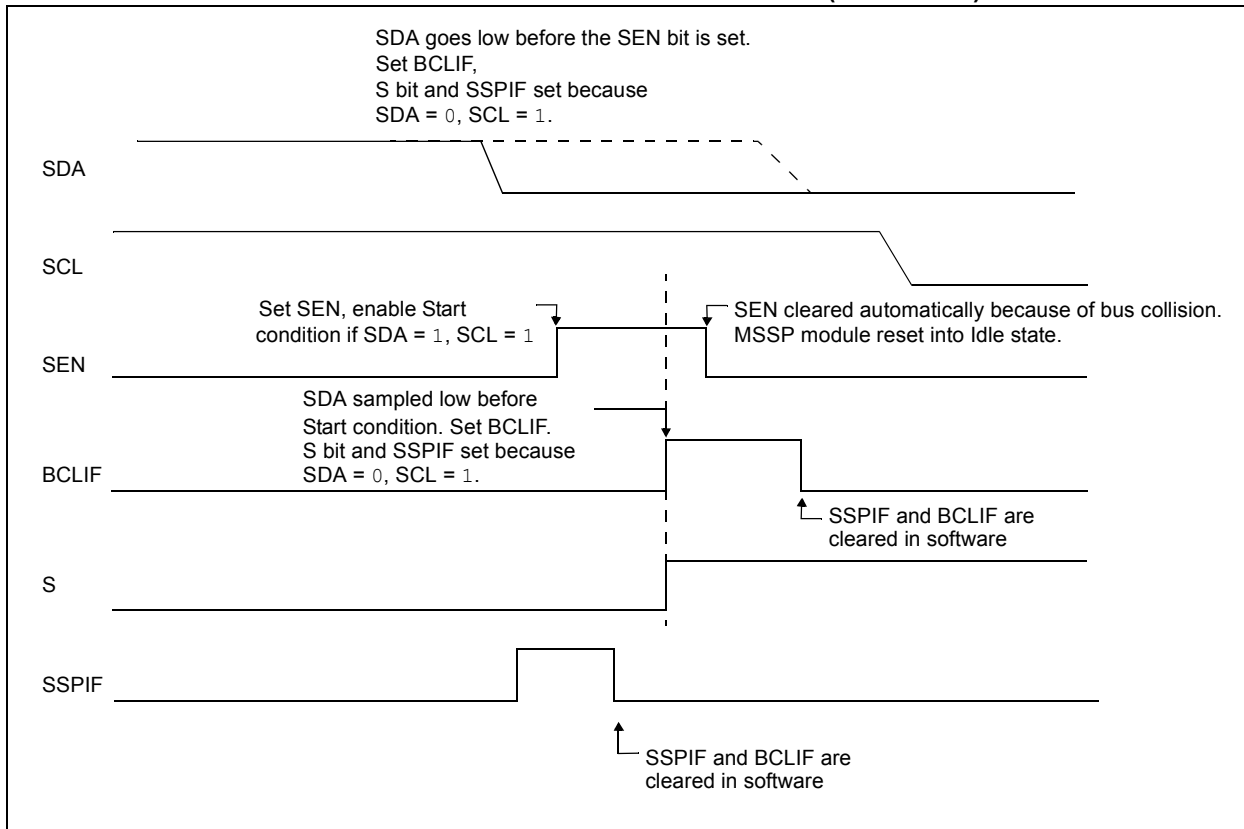 SDA goes low before the SEN bit is set.
Set BCLIF,
S bit and SSPIF set because
SDA = 0, SCL = 1.
SDA
SCL
Set SEN, enable Start
condition if SDA = 1, SCL = 1
SEN cleared automatically because of bus collision.
MSSP module reset into Idle state.
SEN
SDA sampled low before
Start condition. Set BCLIF.
S bit and SSPIF set because
SDA = 0, SCL = 1.
BCLIF
SSPIF and BCLIF are
cleared in software
S
SSPIF
SSPIF and BCLIF are
cleared in software